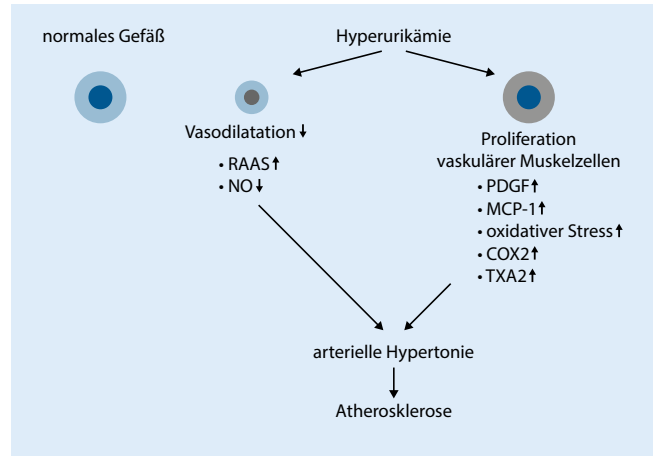 normales Gefäß
Hyperurikämie
Vasodilatation ↓
• RAAS ↑
• NO ↓
Proliferation
vaskulärer Muskelzellen
• PDGF ↑
• MCP-1 ↑
• oxidativer Stress ↑
• COX2 ↑
• TXA2 ↑
arterielle Hypertonie
Atherosklerose